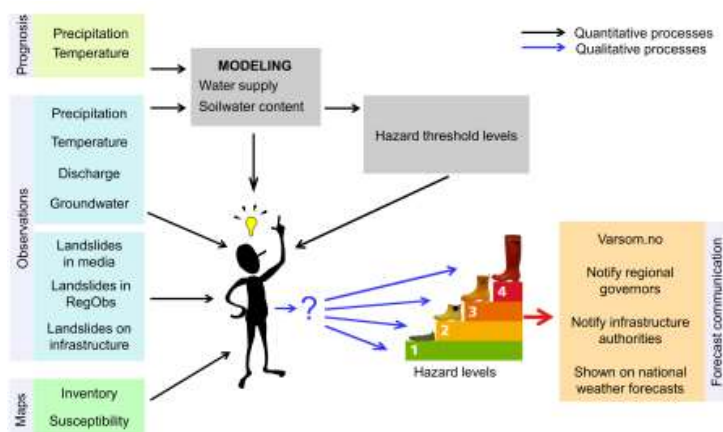 Prognosis
Precipitation
Temperature
MODELING
Water supply
Soilwater content
Quantitative processes
Qualitative processes
Observations
Precipitation
Temperature
Discharge
Groundwater
Hazard threshold levels
Landslides
in media
Landslides in
RegObs
Landslides on
infrastructure
?
1
2
3
4
Hazard levels
Varsom.no
Notify regional
governors
Notify infrastructure
authorities
Shown on national
weather forecasts
Forecast communication
Maps
Inventory
Susceptibility